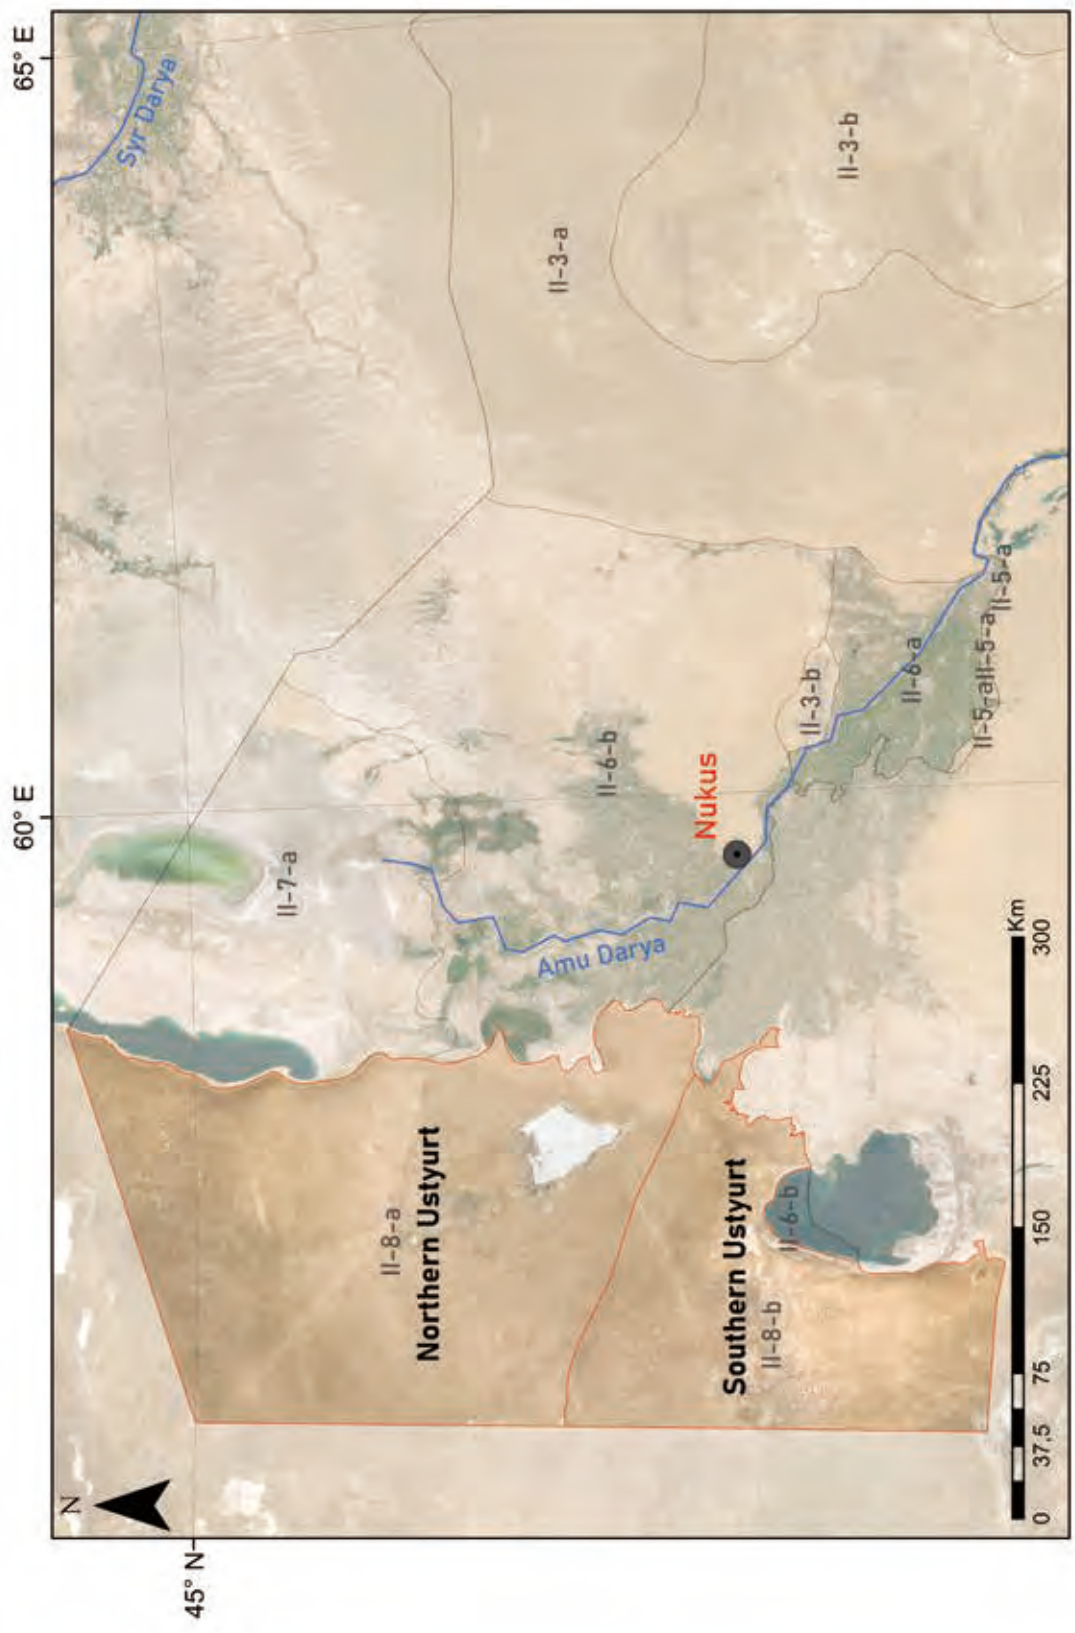 60° E
65° E
N
45° N
Syr Darya
II-7-a
II-8-a
Northern Ustyurt
Amu Darya
II-6-b
II-3-a
Nukus
II-3-b
II-3-b
Southern Ustyurt
II-8-b
II-6-b
II-6-a
II-5-a
II-5-a
II-5-a
Km
0 37,5 75 150 225 300